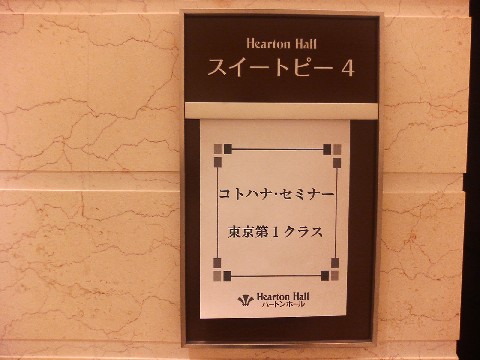 Hearton Hall
スイートピー 4
コトハナ・セミナー
東京第1クラス
Hearton Hall
ハートンホール